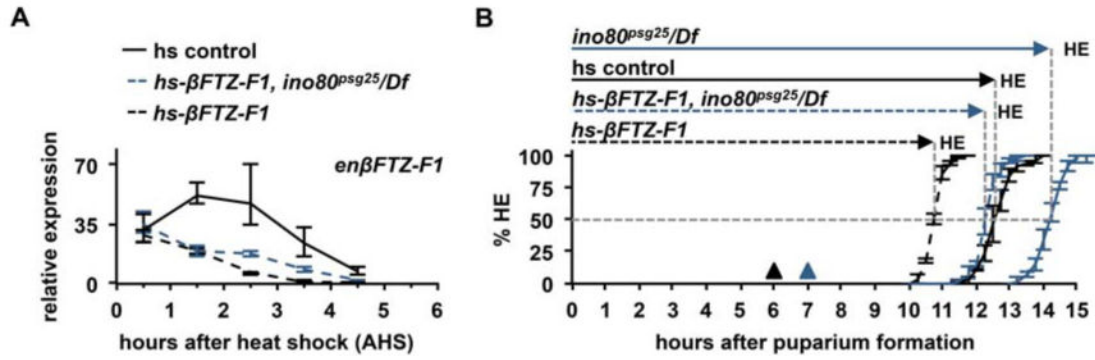 A
hs control
hs-βFTZ-F1, ino80psg25/Df
hs-βFTZ-F1
enβFTZ-F1
relative expression
70
35
0
0 1 2 3 4 5 6
hours after heat shock (AHS)
B
ino80psg25/Df
HE
hs control
HE
hs-βFTZ-F1, ino80psg25/Df
HE
hs-βFTZ-F1
HE
% HE
100
75
50
25
0
0 1 2 3 4 5 6 7 8 9 10 11 12 13 14 15
hours after puparium formation